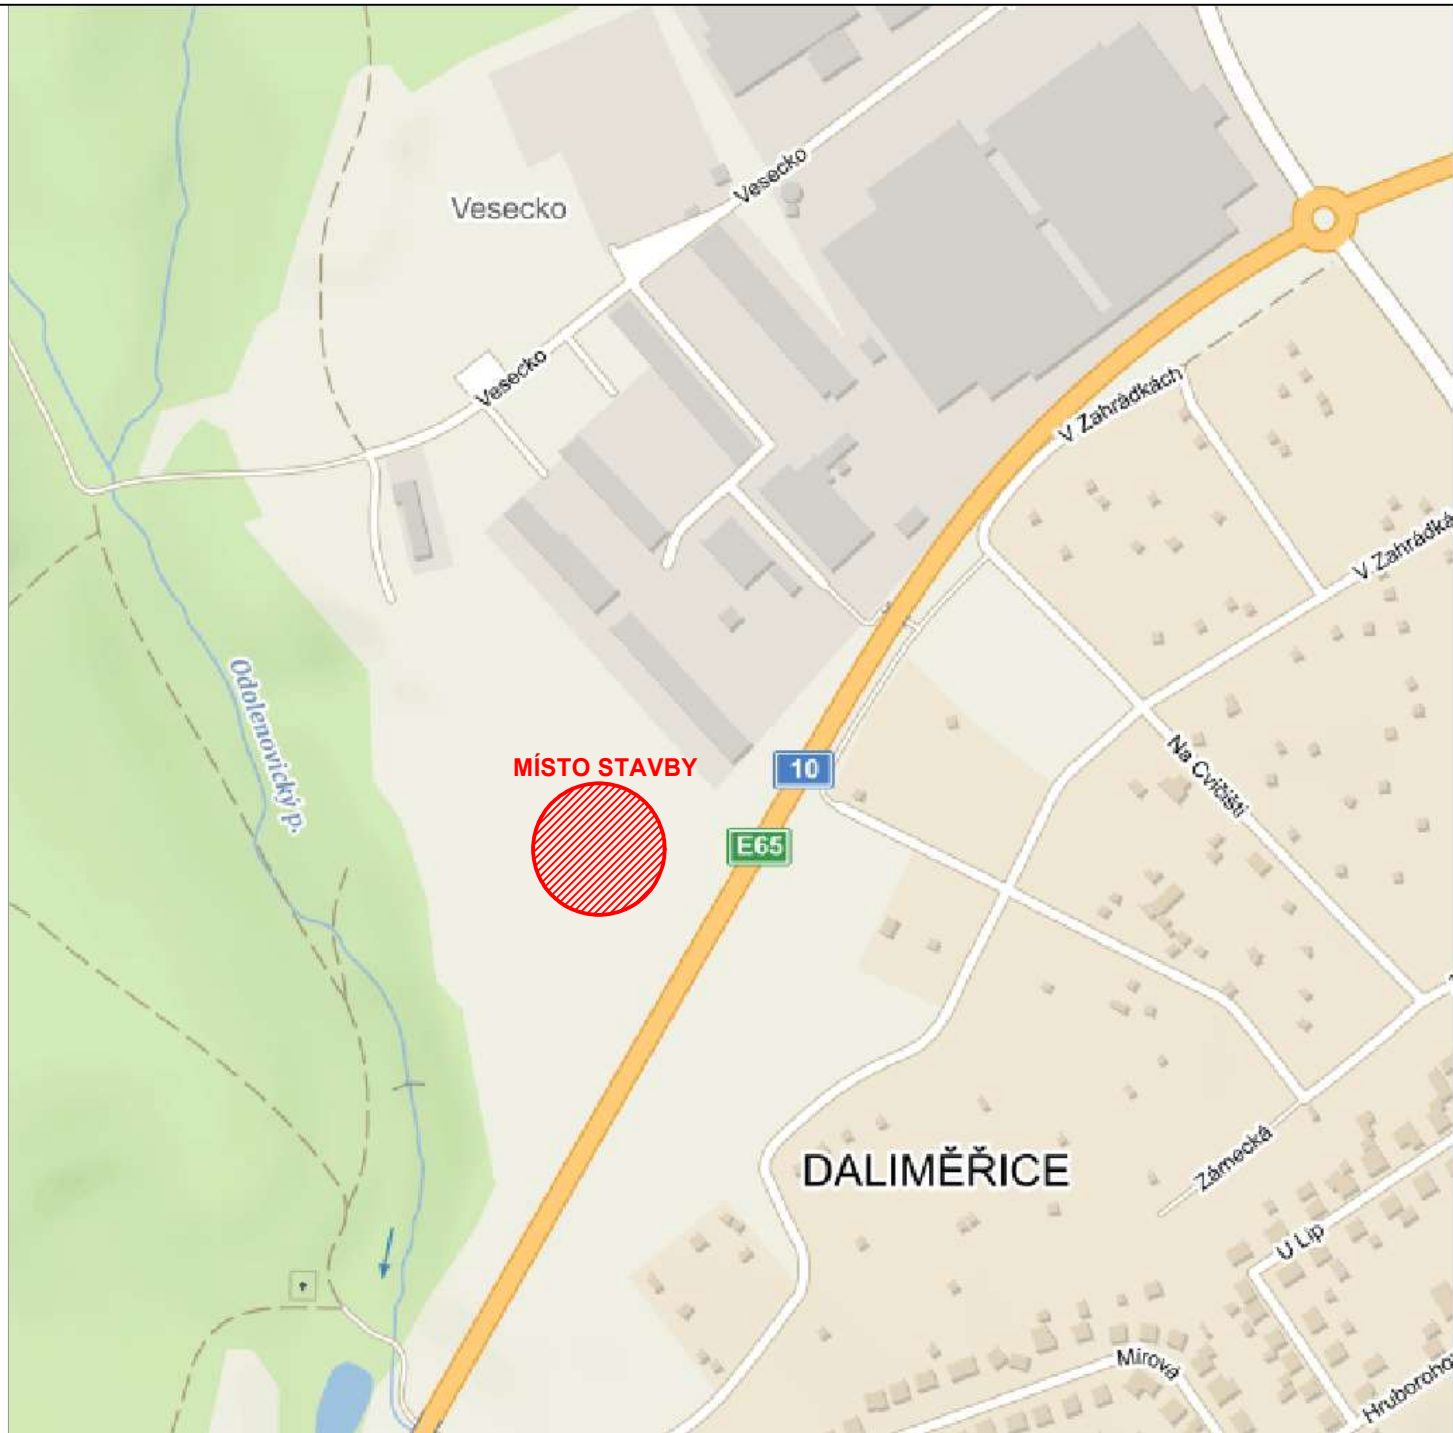 Vesecko
Vesecko
Vesecko
V Zahrádkách
V Zahrádká
Odolenovický p.
Na Cvičišti
MÍSTO STAVBY
10
E65
DALIMĚŘICE
Zámecká
U Lip
Mírová
Hruboroho